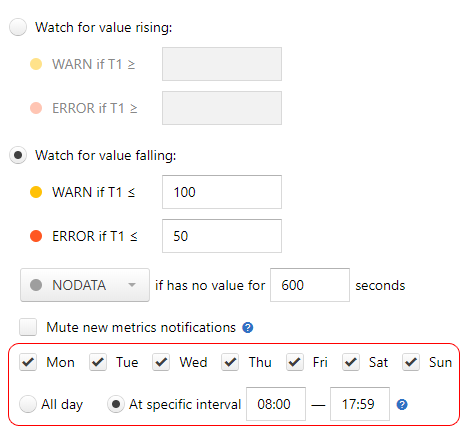 Watch for value rising:
WARN if T1 ≥
ERROR if T1 ≥
Watch for value falling:
WARN if T1 ≤ 100
ERROR if T1 ≤ 50
NODATA if has no value for 600 seconds
Mute new metrics notifications ?
Mon Tue Wed Thu Fri Sat Sun
All day At specific interval 08:00 — 17:59 ?